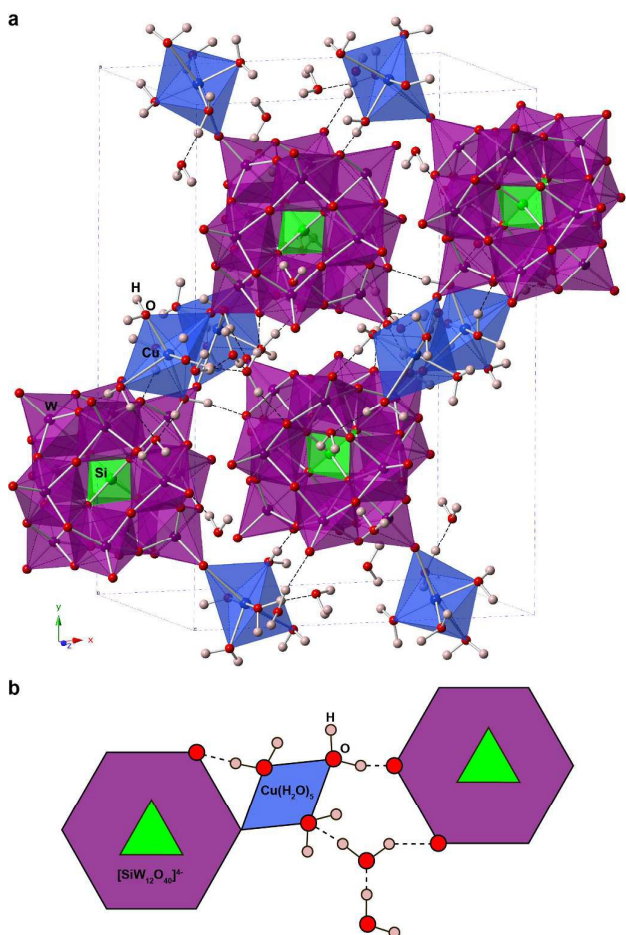 a
H
O
Cu
W
Si
y
z x
b
H
O
Cu(H₂O)₅
[SiW₁₂O₄₀]⁴⁻